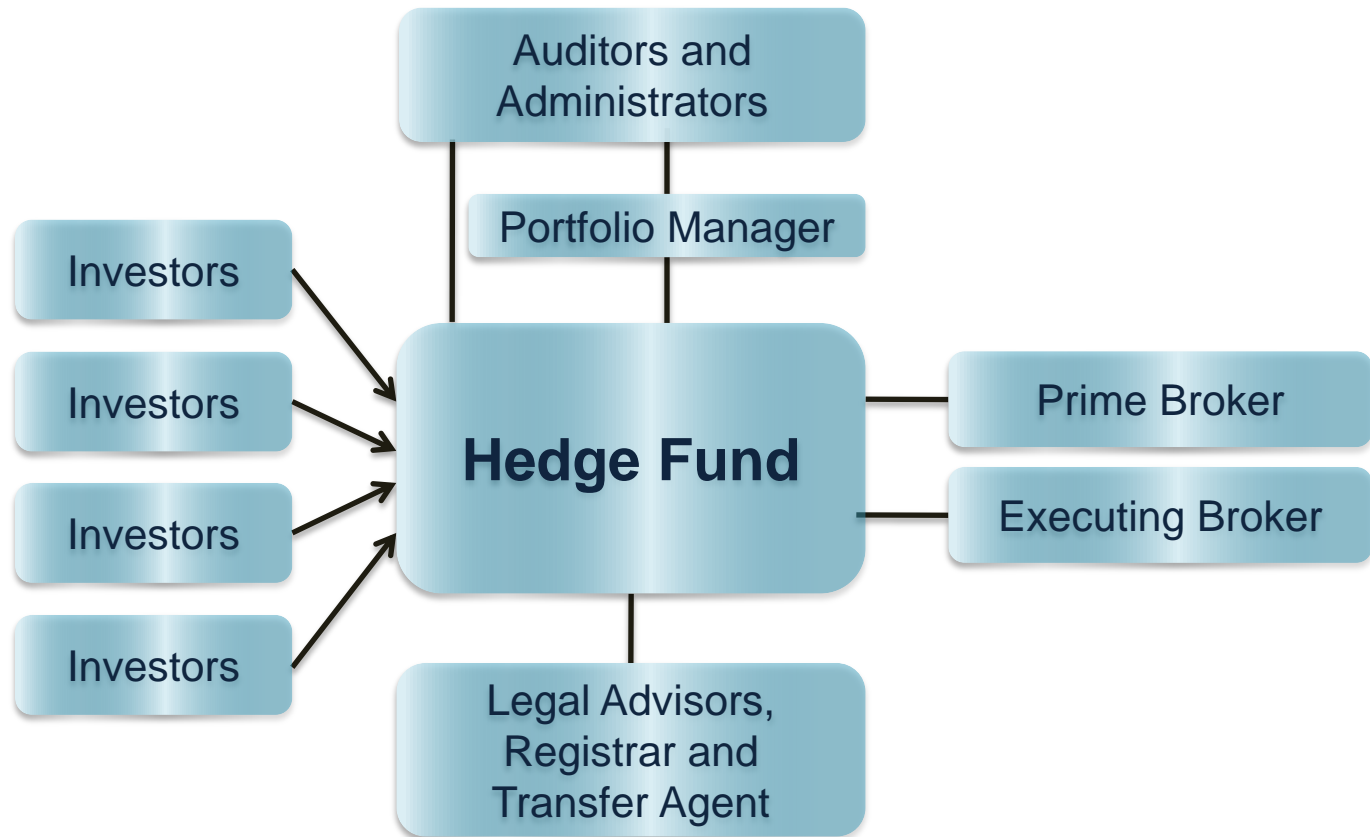 Auditors and
Administrators
Portfolio Manager
Investors
Investors
Investors
Investors
Hedge Fund
Prime Broker
Executing Broker
Legal Advisors,
Registrar and
Transfer Agent